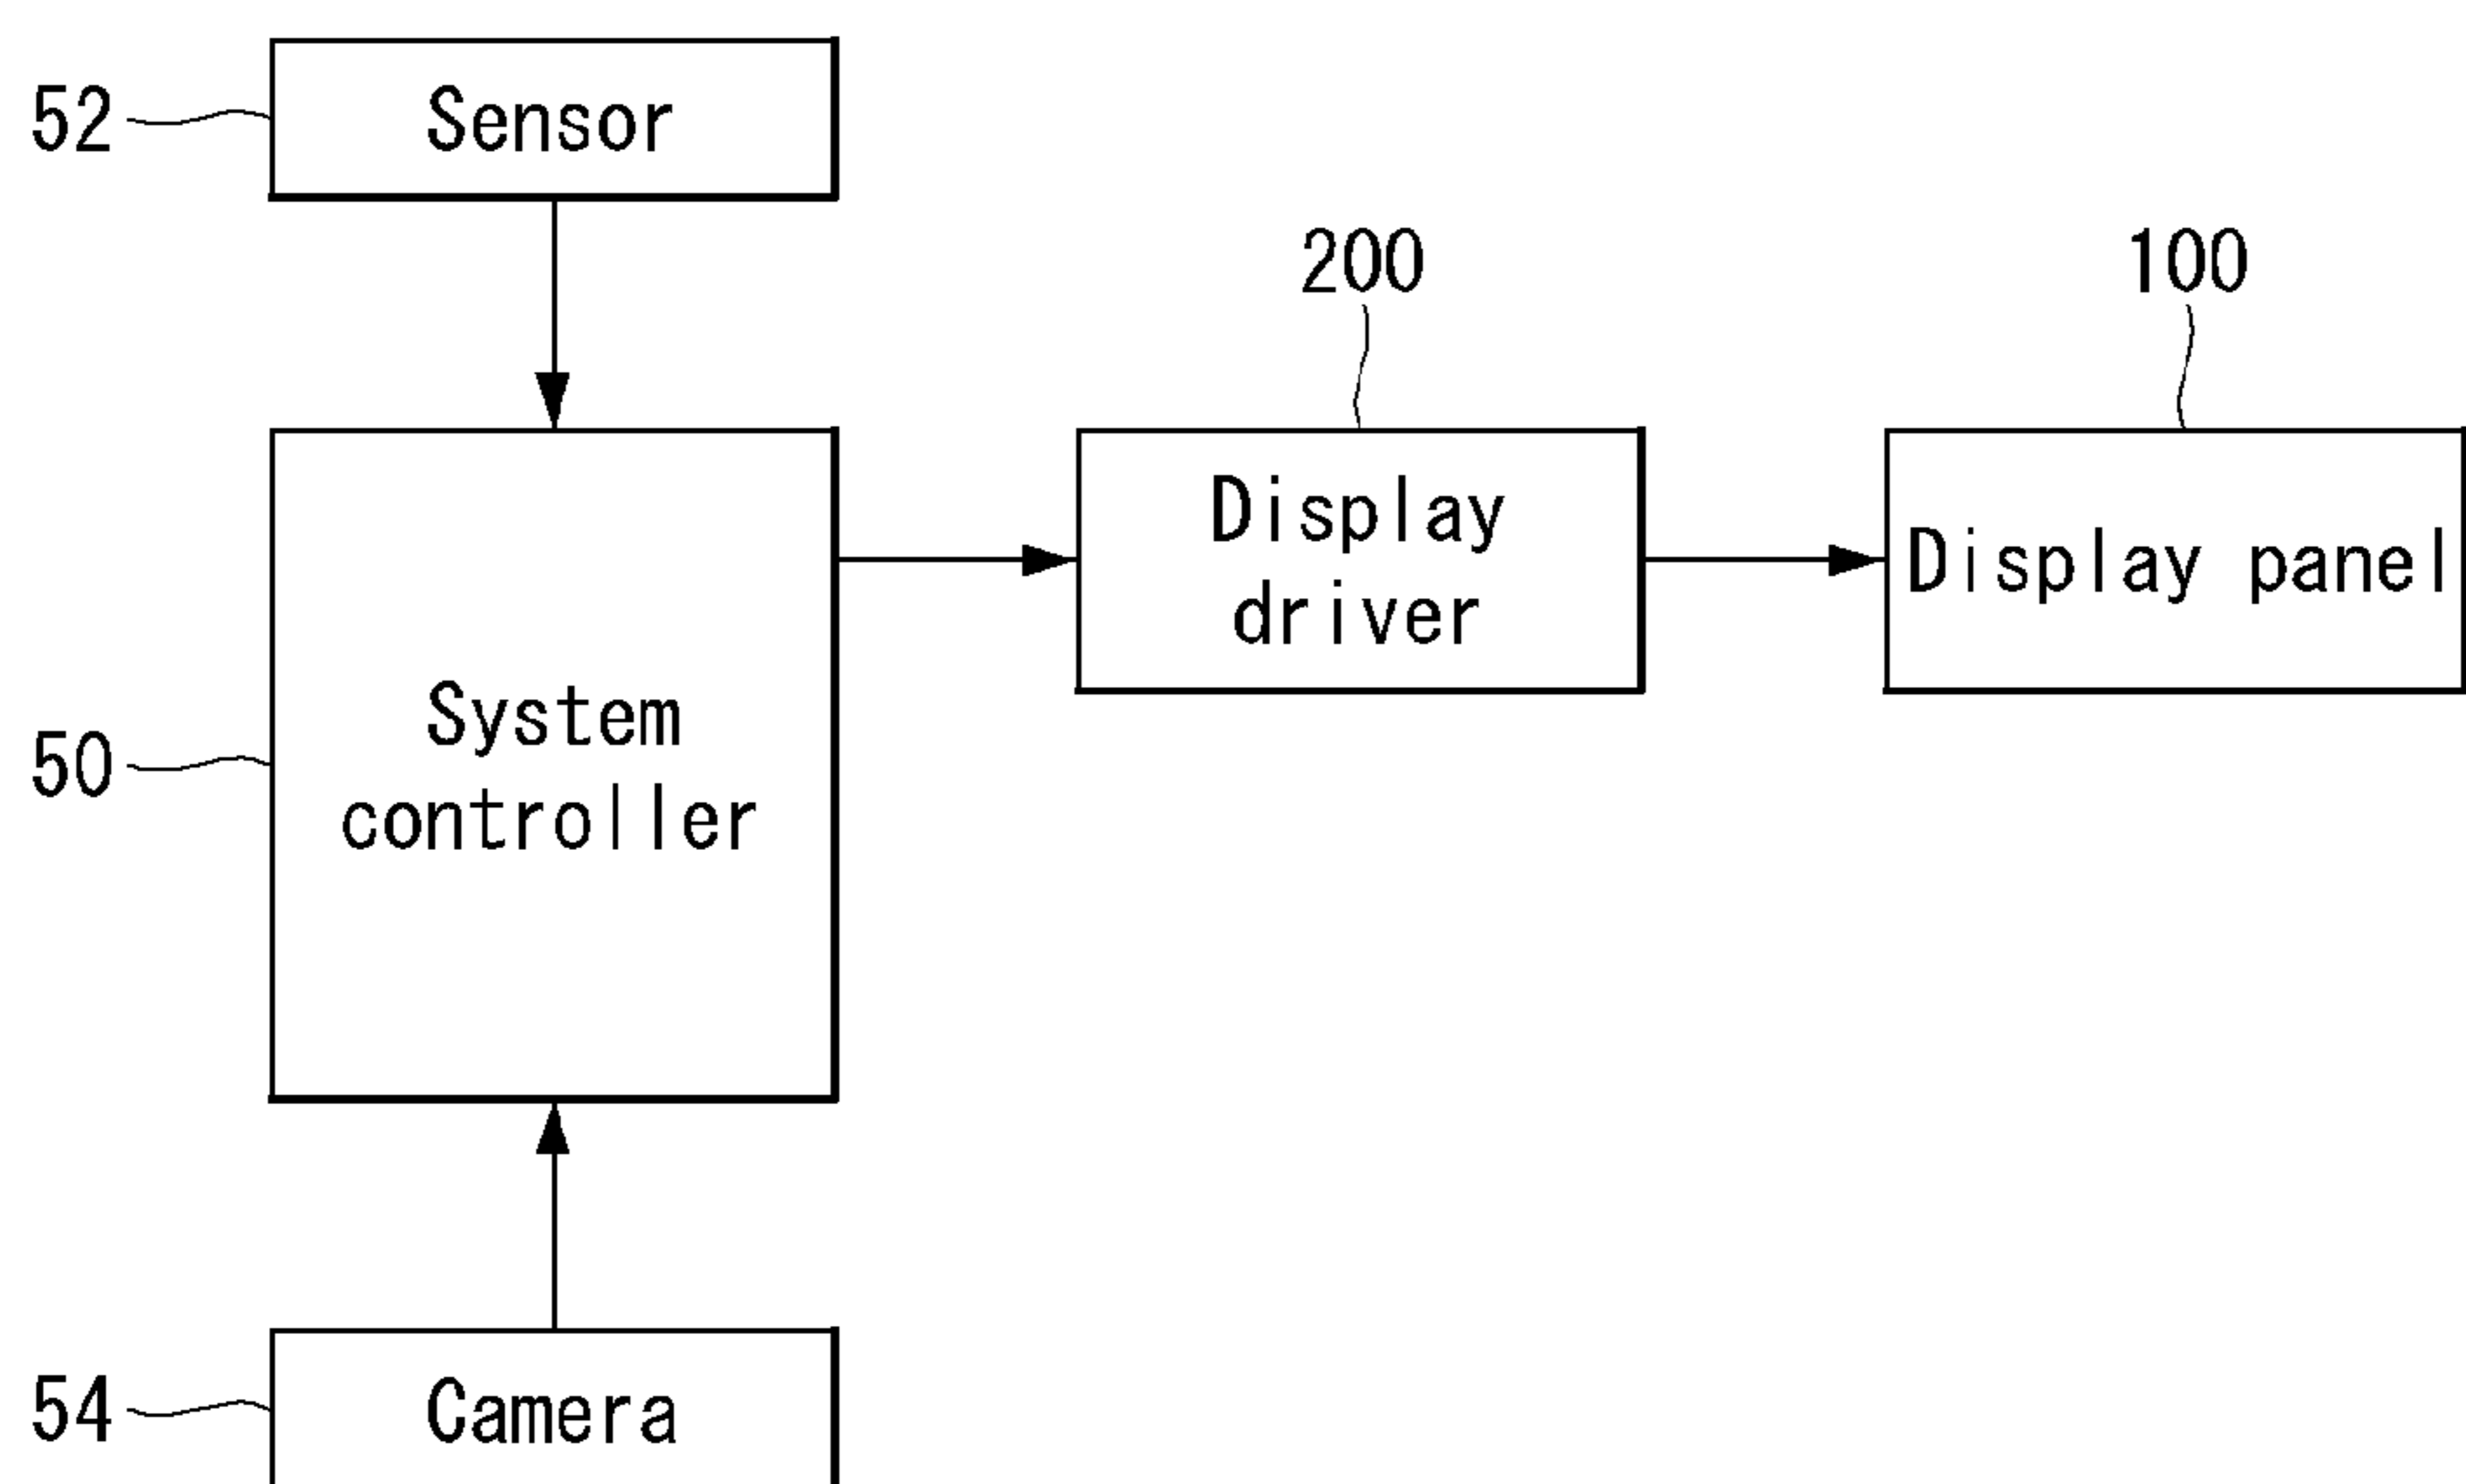 52
Sensor
200
100
Display
driver
Display panel
50
System
controller
54
Camera